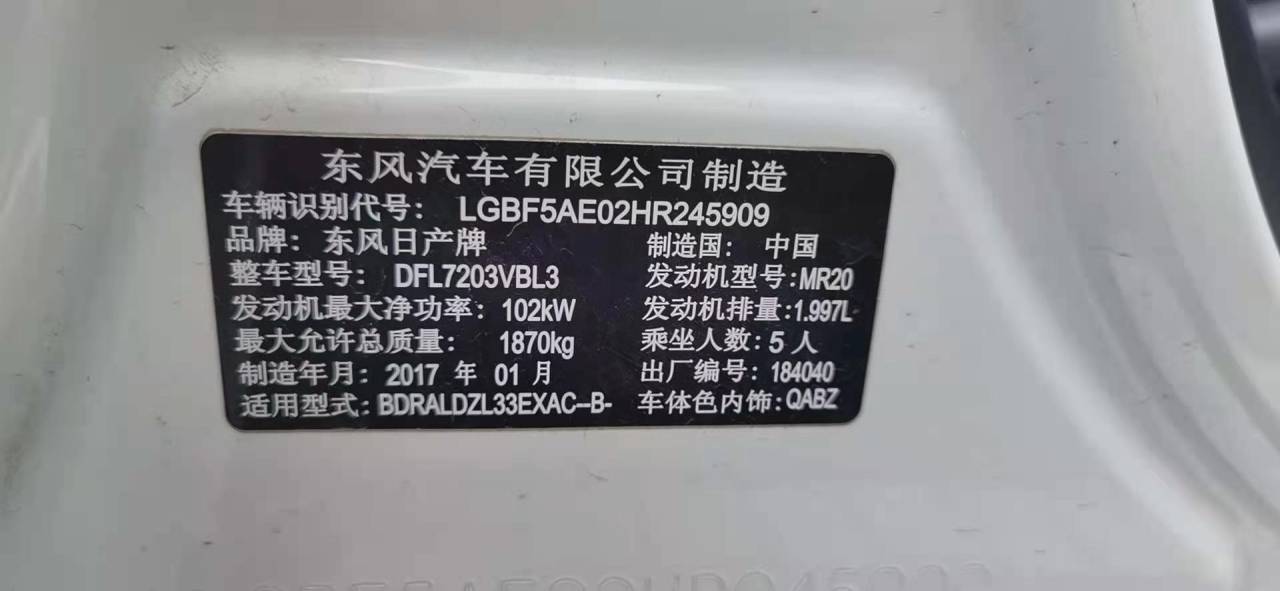 东风汽车有限公司制造
车辆识别代号: LGBF5AE02HR245909
品牌: 东风日产牌 制造国: 中国
整车型号: DFL7203VBL3 发动机型号:MR20
发动机最大净功率: 102kW 发动机排量:1.997L
最大允许总质量: 1870kg 乘坐人数: 5人
制造年月: 2017 年 01 月 出厂编号: 184040
适用型式: BDRALDZL33EXAC--B- 车体色内饰: QABZ